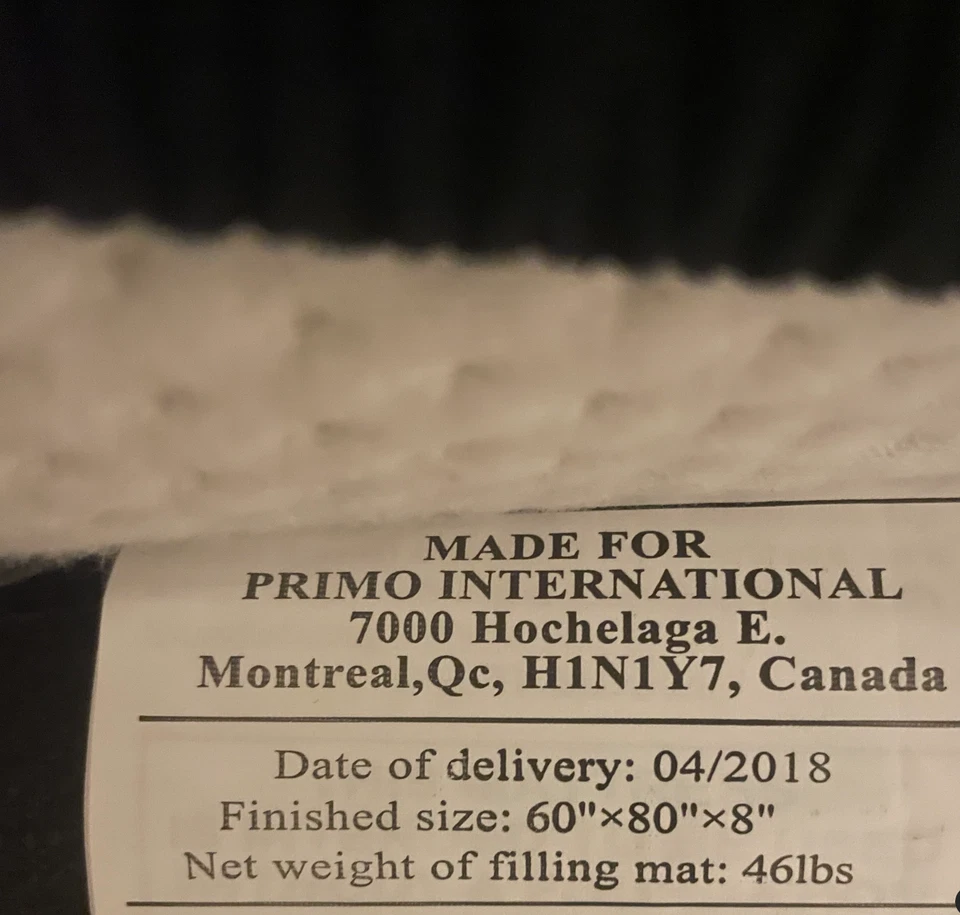 MADE FOR
PRIMO INTERNATIONAL
7000 Hochelaga E.
Montreal,Qc, H1N1Y7, Canada
Date of delivery: 04/2018
Finished size: 60"×80"×8"
Net weight of filling mat: 46lbs